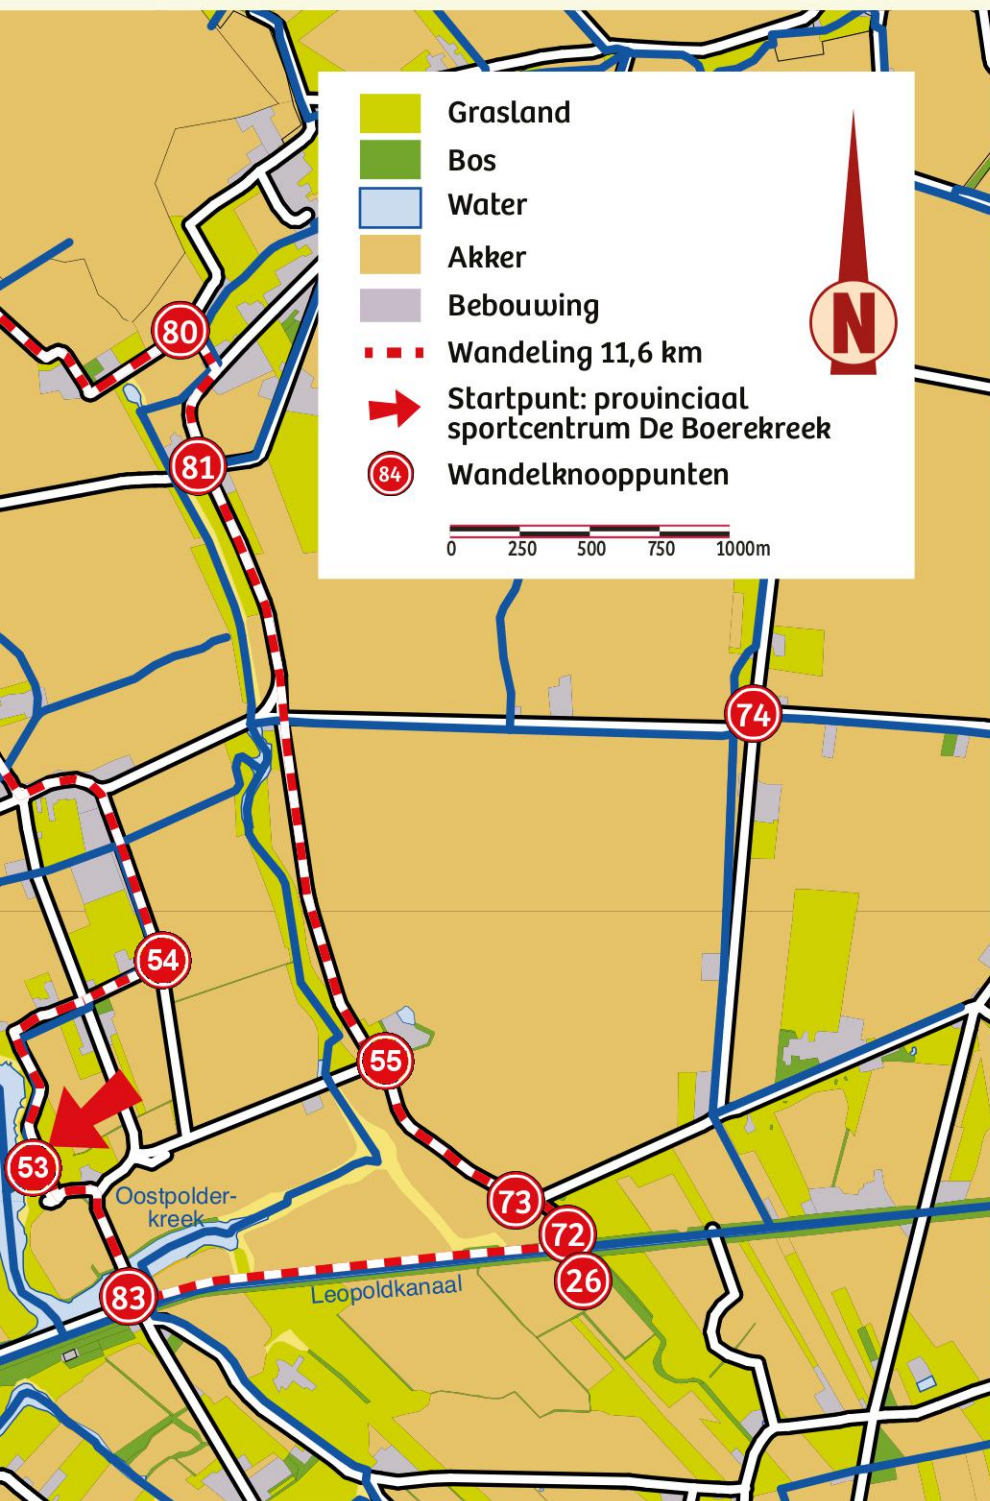 Grasland
Bos
Water
Akker
Bebouwing
Wandeling 11,6 km
Startpunt: provinciaal
sportcentrum De Boerekreek
84
Wandelknooppunten
0 250 500 750 1000m
N
80
81
74
54
55
53
Oostpolder-
kreek
73
72
26
83
Leopoldkanaal